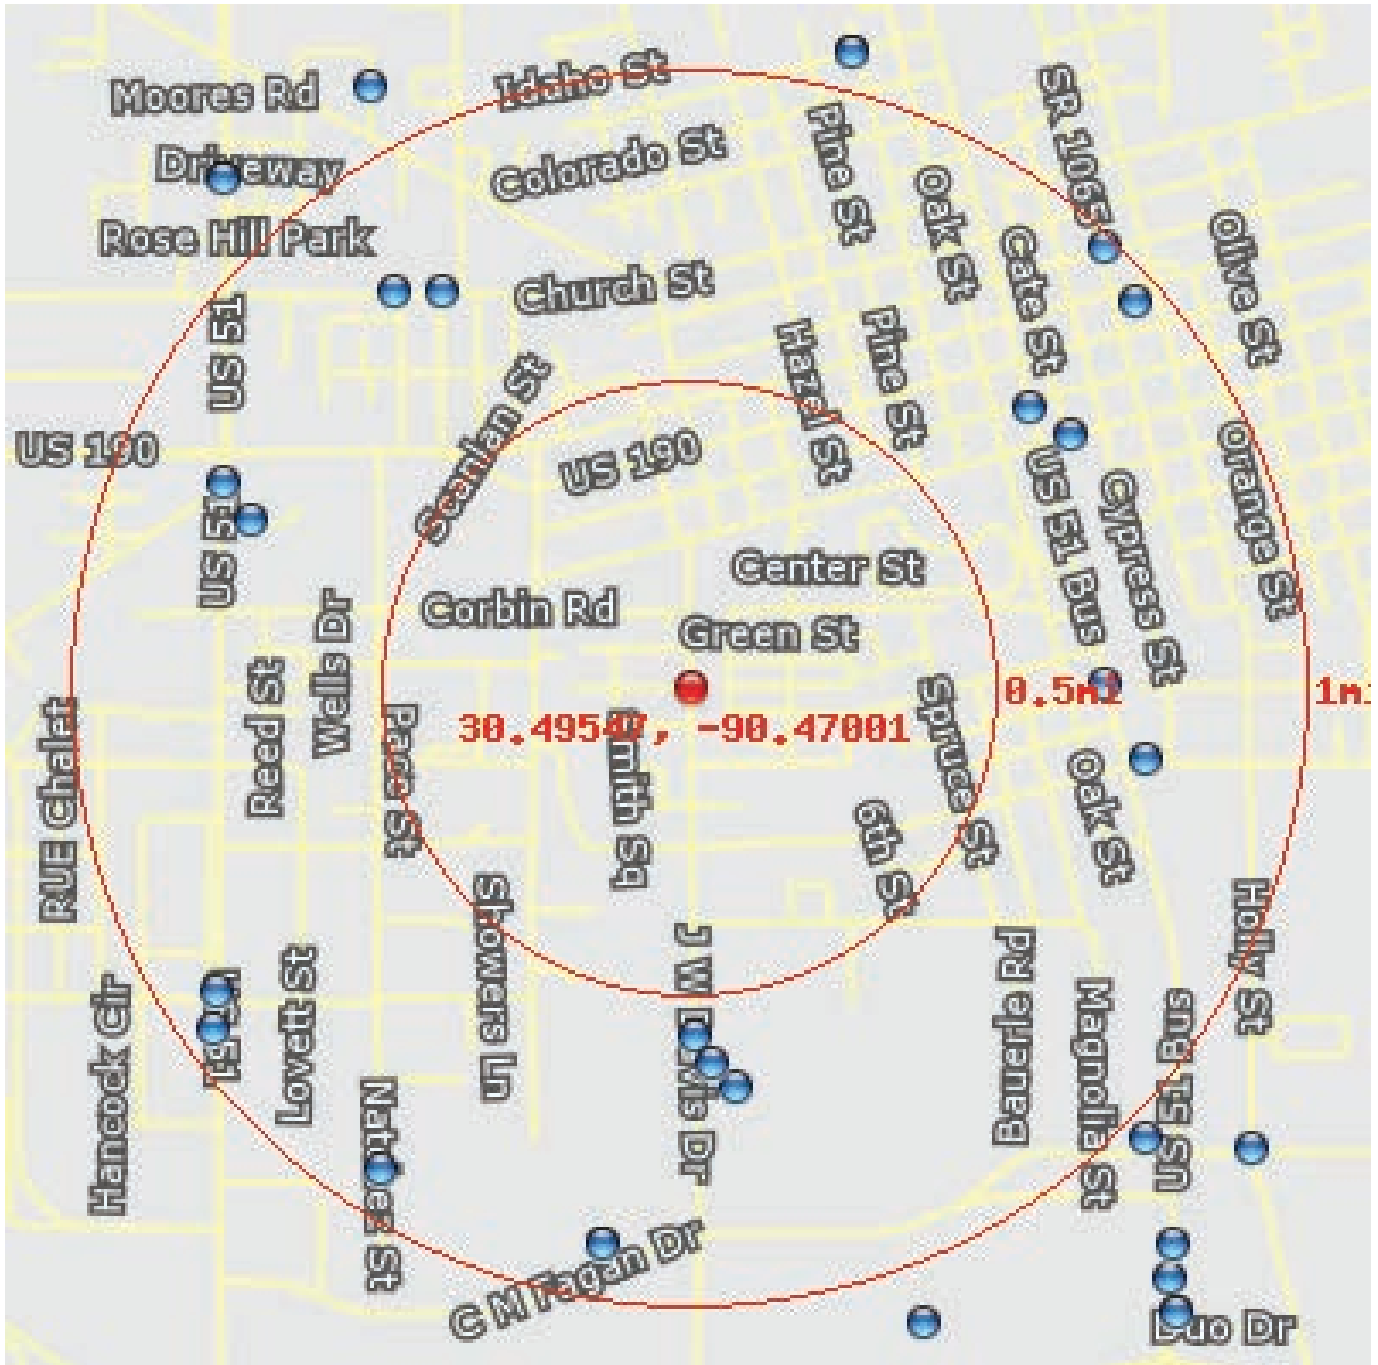 Idaho St
Moores Rd
SR 1065
Driveway
Colorado St
Pine St
Oak St
Rose Hill Park
Cate St
Olive St
Church St
US 51
Hazel St
Pine St
Scanlan St
US 190
US 190
Orange St
US 51
US 51 Bus
Cypress St
Center St
Corbin Rd
Green St
Wells Dr
Reed St
0.5mi
1mi
30.49547, -90.47001
Spruce St
RUE Chalet
Pace St
Smith Sq
Oak St
6th St
Showers Ln
Holly St
J W Davis Dr
Bauerle Rd
Lovett St
Hancock Cir
US 51
Magnolia St
US 51 Bus
Natchez St
C M Fagan Dr
Duo Dr